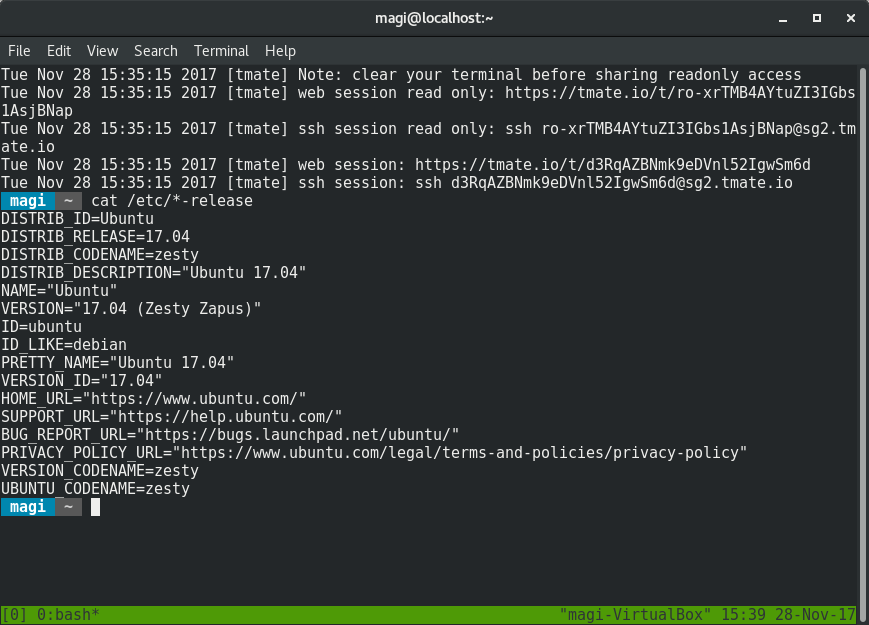 magi@localhost:~
File Edit View Search Terminal Help
Tue Nov 28 15:35:15 2017 [tmate] Note: clear your terminal before sharing readonly access
Tue Nov 28 15:35:15 2017 [tmate] web session read only: https://tmate.io/t/ro-xrTMB4AYtuZI3IGbs
1AsjBNap
Tue Nov 28 15:35:15 2017 [tmate] ssh session read only: ssh ro-xrTMB4AYtuZI3IGbs1AsjBNap@sg2.tm
ate.io
Tue Nov 28 15:35:15 2017 [tmate] web session: https://tmate.io/t/d3RqAZBNmk9eDVnl52IgwSm6d
Tue Nov 28 15:35:15 2017 [tmate] ssh session: ssh d3RqAZBNmk9eDVnl52IgwSm6d@sg2.tmate.io
magi ~ cat /etc/*-release
DISTRIB_ID=Ubuntu
DISTRIB_RELEASE=17.04
DISTRIB_CODENAME=zesty
DISTRIB_DESCRIPTION="Ubuntu 17.04"
NAME="Ubuntu"
VERSION="17.04 (Zesty Zapus)"
ID=ubuntu
ID_LIKE=debian
PRETTY_NAME="Ubuntu 17.04"
VERSION_ID="17.04"
HOME_URL="https://www.ubuntu.com/"
SUPPORT_URL="https://help.ubuntu.com/"
BUG_REPORT_URL="https://bugs.launchpad.net/ubuntu/"
PRIVACY_POLICY_URL="https://www.ubuntu.com/legal/terms-and-policies/privacy-policy"
VERSION_CODENAME=zesty
UBUNTU_CODENAME=zesty
magi ~
[0] 0:bash* "magi-VirtualBox" 15:39 28-Nov-17